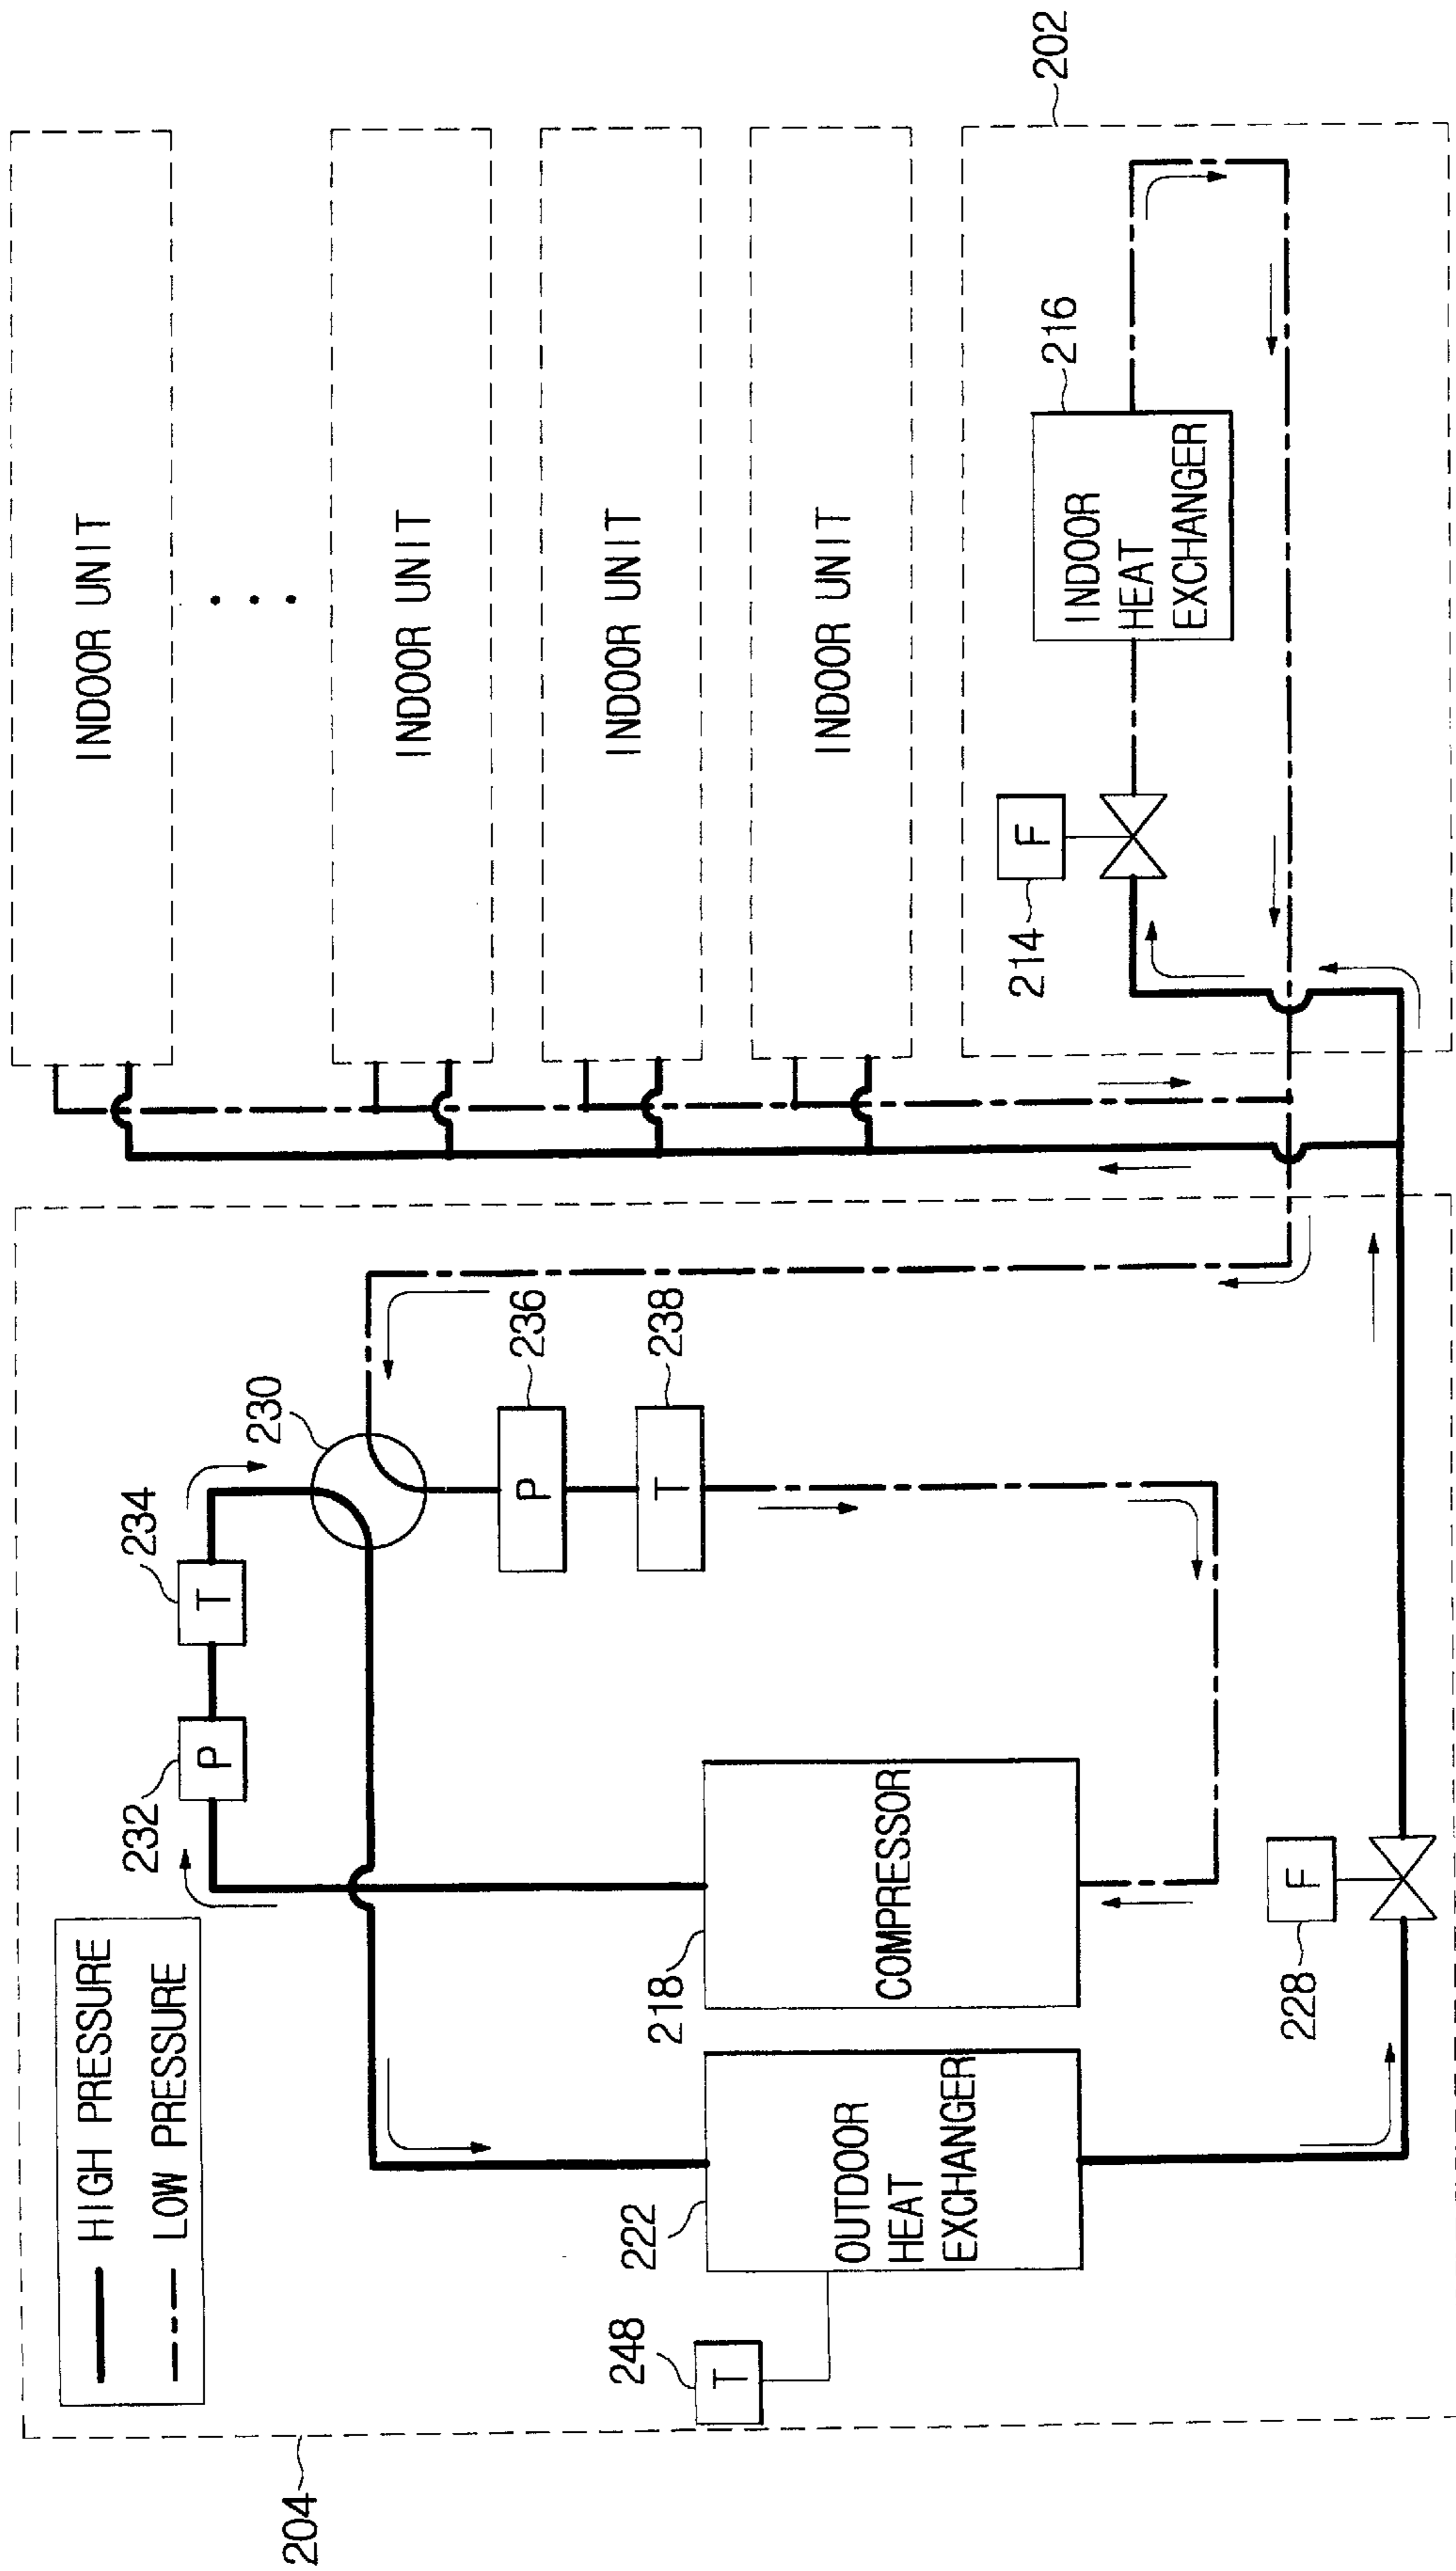 204
HIGH PRESSURE
LOW PRESSURE
232
P
234
T
230
236
P
238
T
248
T
222
OUTDOOR
HEAT
EXCHANGER
218
COMPRESSOR
228
F
INDOOR UNIT
INDOOR UNIT
INDOOR UNIT
INDOOR UNIT
202
214
F
216
INDOOR
HEAT
EXCHANGER